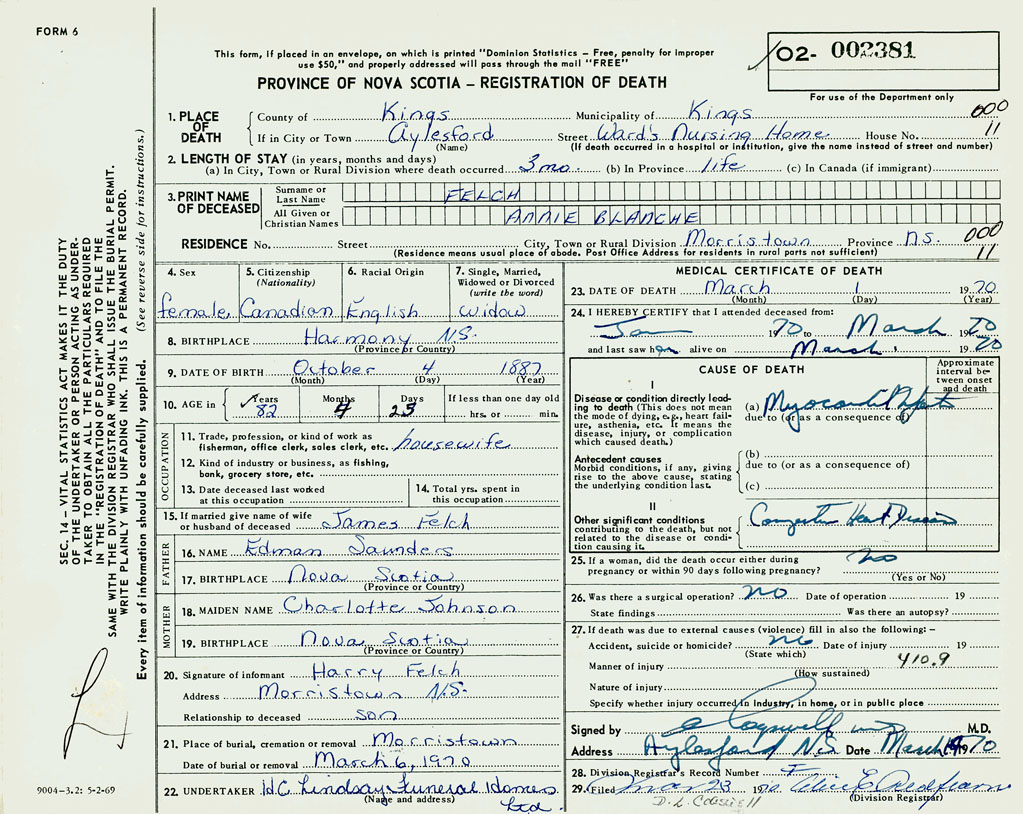 FORM 6
This form, if placed in an envelope, on which is printed "Dominion Statistics – Free, penalty for improper
use $50," and properly addressed will pass through the mail "FREE"
PROVINCE OF NOVA SCOTIA – REGISTRATION OF DEATH
02- 002381
For use of the Department only
1. PLACE OF DEATH { County of Kings Municipality of Kings 000
If in City or Town Aylesford Street Ward's Nursing Home House No. 11
(Name) (If death occurred in a hospital or institution, give the name instead of street and number)
2. LENGTH OF STAY (in years, months and days)
(a) In City, Town or Rural Division where death occurred 3 mo. (b) In Province life (c) In Canada (if immigrant)
3. PRINT NAME OF DECEASED { Surname or Last Name FELCH
All Given or Christian Names ANNIE BLANCHE
RESIDENCE No. Street City, Town or Rural Division Morristown Province N.S. 000 11
(Residence means usual place of abode. Post Office Address for residents in rural parts not sufficient)
4. Sex female
5. Citizenship (Nationality) Canadian
6. Racial Origin English
7. Single, Married, Widowed or Divorced (write the word) widow
8. BIRTHPLACE Harmony N.S.
(Province or Country)
9. DATE OF BIRTH October 4 1887
(Month) (Day) (Year)
10. AGE in { Years 82 Months 4 Days 23 If less than one day old
hrs. or min.
OCCUPATION
11. Trade, profession, or kind of work as
fisherman, office clerk, sales clerk, etc. housewife
12. Kind of industry or business, as fishing,
bank, grocery store, etc.
13. Date deceased last worked
at this occupation
14. Total yrs. spent in
this occupation
15. If married give name of wife
or husband of deceased James Felch
FATHER
16. NAME Edman Saunders
17. BIRTHPLACE Nova Scotia
(Province or Country)
MOTHER
18. MAIDEN NAME Charlotte Johnson
19. BIRTHPLACE Nova Scotia
(Province or Country)
20. Signature of informant Harry Felch
Address Morristown N.S.
Relationship to deceased son
21. Place of burial, cremation or removal Morristown
Date of burial or removal March 6, 1970
22. UNDERTAKER H.C. Lindsay Funeral Homes
(Name and address) Ltd.
MEDICAL CERTIFICATE OF DEATH
23. DATE OF DEATH March 1 1970
(Month) (Day) (Year)
24. I HEREBY CERTIFY that I attended deceased from:
Jan 1970 to March 1970
and last saw her alive on March 1 1970
CAUSE OF DEATH
Approximate interval between onset and death
I
Disease or condition directly leading to death (This does not
the mode of dying, e.g., heart failure, asthenia, etc. It means the
disease, injury, or complication
which caused death.)
(a) Myocardial
due to (or as a consequence of)
Antecedent causes
Morbid conditions, if any, giving
rise to the above cause, stating
the underlying condition last.
(b)
due to (or as a consequence of)
(c)
II
Other significant conditions
contributing to the death, but not
related to the disease or condition causing it.
Congestive Heart Disease
25. If a woman, did the death occur either during
pregnancy or within 90 days following pregnancy? no
(Yes or No)
26. Was there a surgical operation? no Date of operation 19
State findings Was there an autopsy?
27. If death was due to external causes (violence) fill in also the following: –
Accident, suicide or homicide? no Date of injury 19
(State which)
Manner of injury 410.9
(How sustained)
Nature of injury
Specify whether injury occurred in industry, in home, or in public place
Signed by M.D.
Address Aylesford N.S Date March 1970
28. Division Registrar's Record Number
29. (Filed Mar 23 1970
(Division Registrar)
SEC. 14 – VITAL STATISTICS ACT MAKES IT THE DUTY
OF THE UNDERTAKER OR PERSON ACTING AS UNDER-
TAKER TO OBTAIN ALL THE PARTICULARS REQUIRED
IN THE "REGISTRATION OF DEATH" AND TO FILE THE
SAME WITH THE DIVISION REGISTRAR WHO SHALL ISSUE THE BURIAL PERMIT.
WRITE PLAINLY WITH UNFADING INK. THIS IS A PERMANENT RECORD.
Every item of information should be carefully supplied. (See reverse side for instructions.)
9004–3.2: 5-2-69